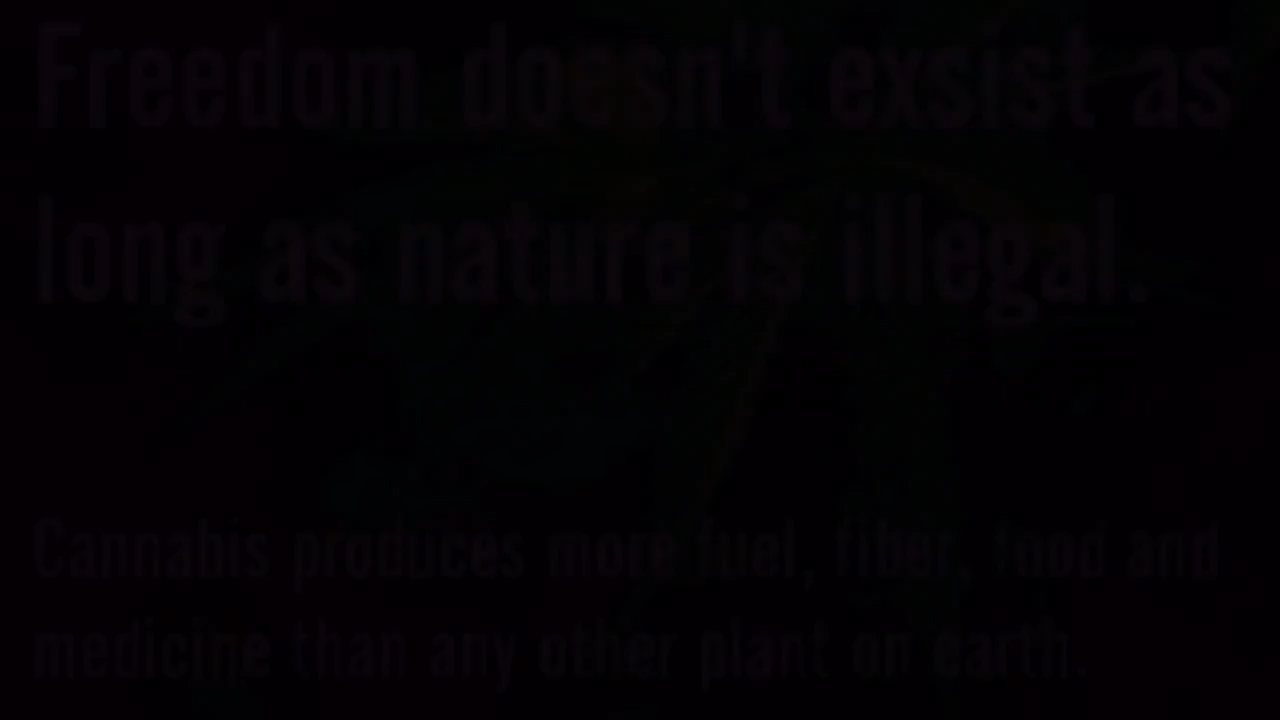 Freedom doesn't exsist as
long as nature is illegal.
Cannabis produces more fuel, fiber, food and
medicine than any other plant on earth.